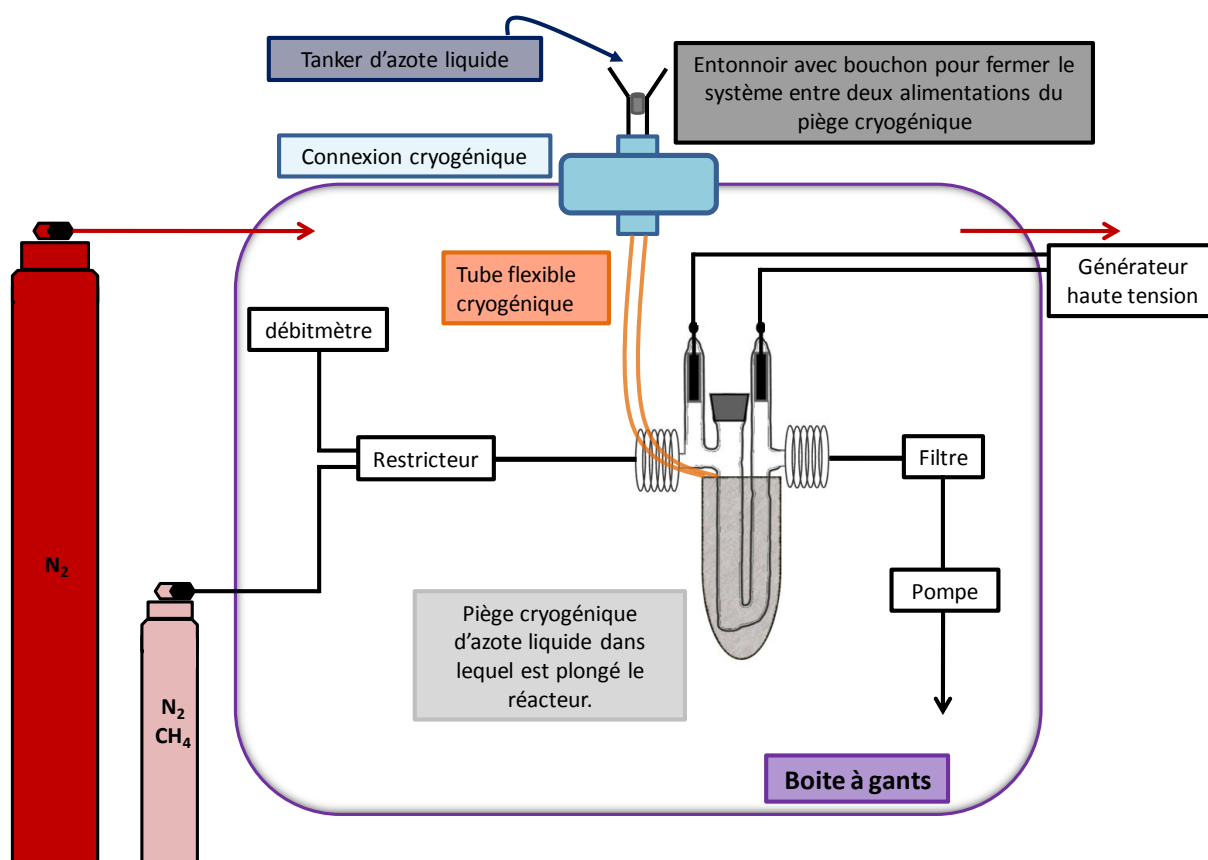 Tanker d’azote liquide
Entonnoir avec bouchon pour fermer le
système entre deux alimentations du
piège cryogénique
Connexion cryogénique
Tube flexible
cryogénique
Générateur
haute tension
débitmètre
Restricteur
Filtre
N₂
Pompe
Piège cryogénique
d’azote liquide dans
lequel est plongé le
réacteur.
N₂
CH₄
Boite à gants